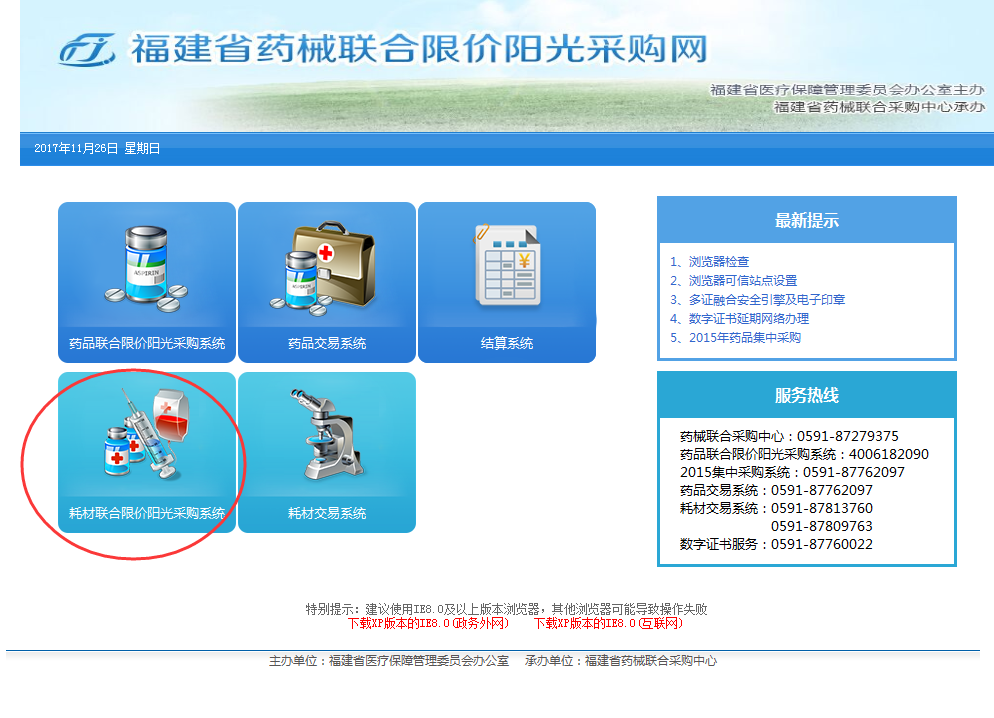 福建省药械联合限价阳光采购网
福建省医疗保障管理委员会办公室主办
福建省药械联合采购中心承办
2017年11月26日 星期日
ASPIRIN
ASPIRIN
药品联合限价阳光采购系统
药品交易系统
结算系统
耗材联合限价阳光采购系统
耗材交易系统
最新提示
1、浏览器检查
2、浏览器可信站点设置
3、多证融合安全引擎及电子印章
4、数字证书延期网络办理
5、2015年药品集中采购
服务热线
药械联合采购中心：0591-87279375
药品联合限价阳光采购系统：4006182090
2015集中采购系统：0591-87762097
药品交易系统：0591-87762097
耗材交易系统：0591-87813760
0591-87809763
数字证书服务：0591-87760022
特别提示：建议使用IE8.0及以上版本浏览器，其他浏览器可能导致操作失败
下载XP版本的IE8.0(政务外网) 下载XP版本的IE8.0(互联网)
主办单位：福建省医疗保障管理委员会办公室 承办单位：福建省药械联合采购中心